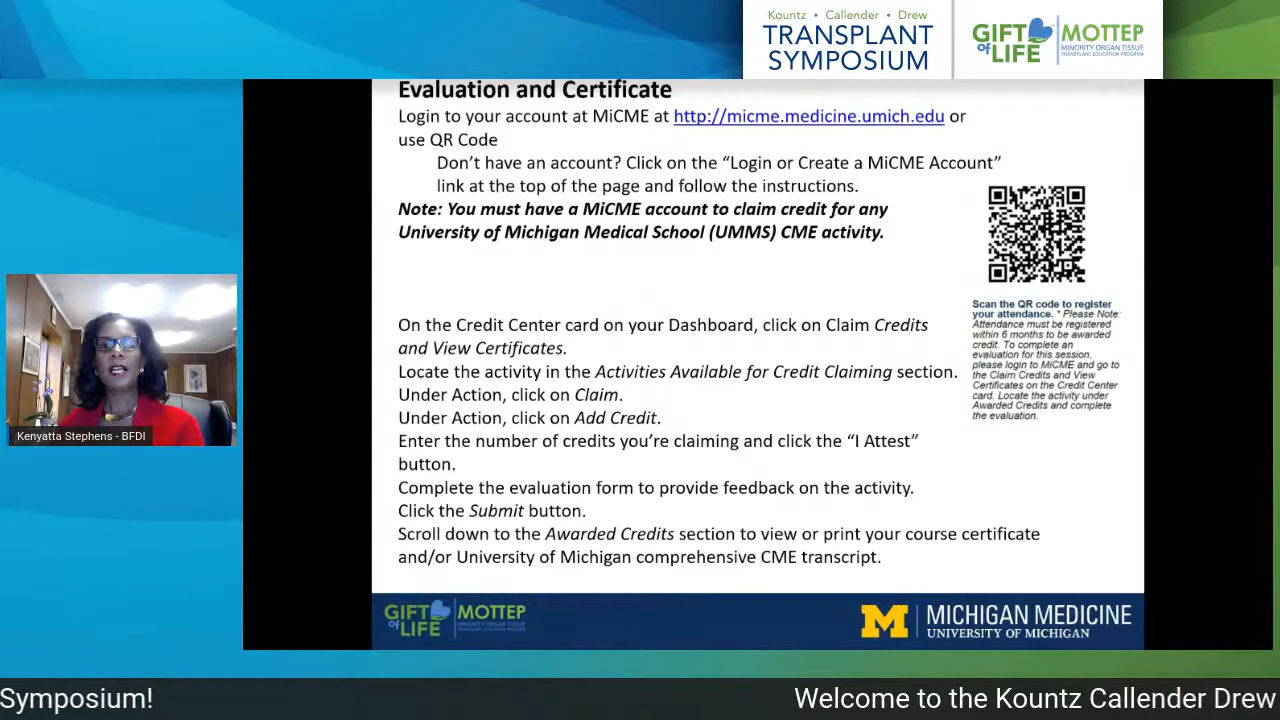 Kountz • Callender • Drew
TRANSPLANT
SYMPOSIUM
GIFT
of LIFE
MOTTEP
MINORITY ORGAN TISSUE
TRANSPLANT EDUCATION PROGRAM
Evaluation and Certificate
Login to your account at MiCME at http://micme.medicine.umich.edu or
use QR Code
Don’t have an account? Click on the “Login or Create a MiCME Account”
link at the top of the page and follow the instructions.
Note: You must have a MiCME account to claim credit for any
University of Michigan Medical School (UMMS) CME activity.
On the Credit Center card on your Dashboard, click on Claim Credits
and View Certificates.
Locate the activity in the Activities Available for Credit Claiming section.
Under Action, click on Claim.
Under Action, click on Add Credit.
Enter the number of credits you’re claiming and click the “I Attest”
button.
Complete the evaluation form to provide feedback on the activity.
Click the Submit button.
Scroll down to the Awarded Credits section to view or print your course certificate
and/or University of Michigan comprehensive CME transcript.
Scan the QR code to register
your attendance. * Please Note:
Attendance must be registered
within 6 months to be awarded
credit. To complete an
evaluation for this session,
please login to MiCME and go to
the Claim Credits and View
Certificates on the Credit Center
card. Locate the activity under
Awarded Credits and complete
the evaluation.
Kenyatta Stephens - BFDI
GIFT
of LIFE
MOTTEP
MINORITY ORGAN TISSUE
TRANSPLANT EDUCATION PROGRAM
M
MICHIGAN MEDICINE
UNIVERSITY OF MICHIGAN
Symposium!
Welcome to the Kountz Callender Drew